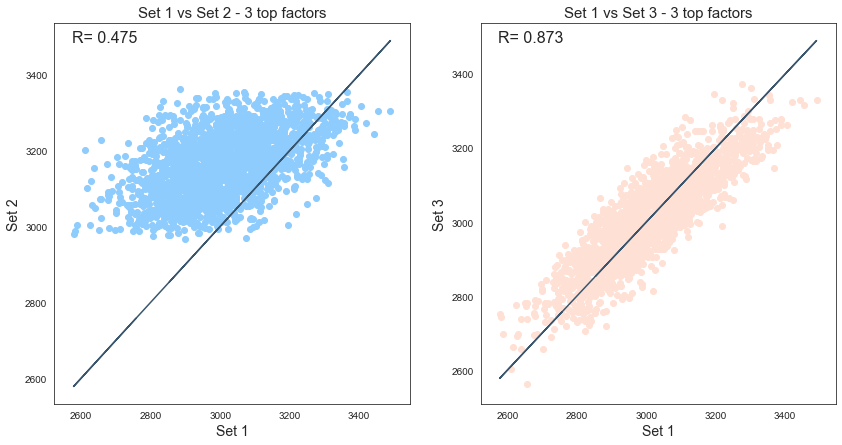 Set 1 vs Set 2 - 3 top factors
R= 0.475
3400
3200
3000
2800
2600
Set 2
2600
2800
3000
3200
3400
Set 1
Set 1 vs Set 3 - 3 top factors
R= 0.873
3400
3200
3000
2800
2600
Set 3
2600
2800
3000
3200
3400
Set 1